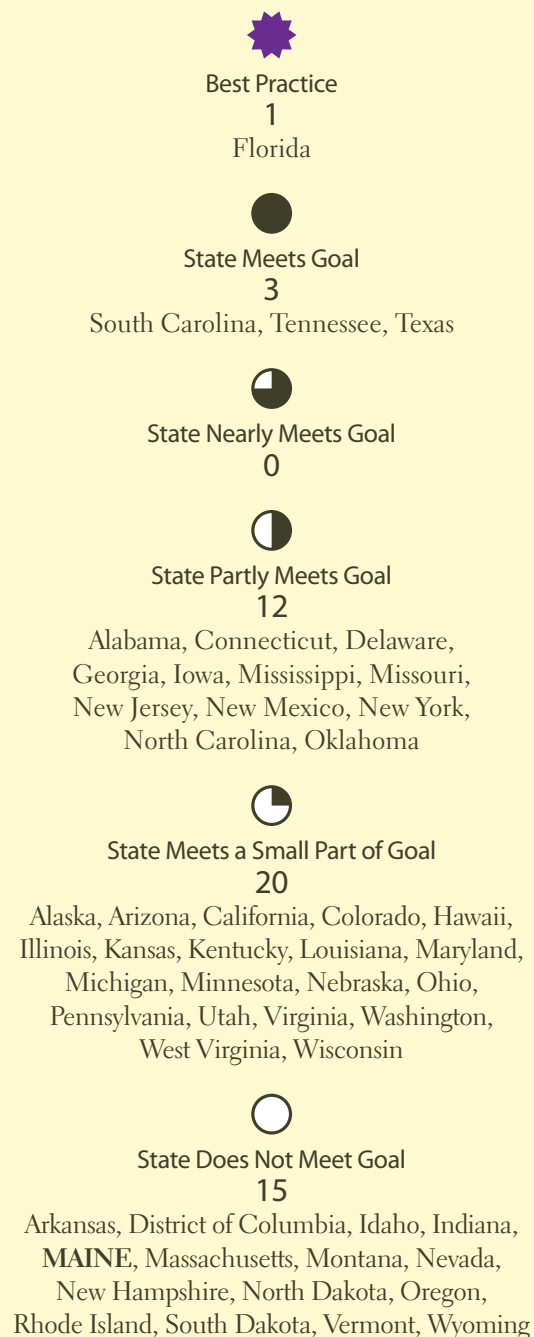 Best Practice
1
Florida
State Meets Goal
3
South Carolina, Tennessee, Texas
State Nearly Meets Goal
0
State Partly Meets Goal
12
Alabama, Connecticut, Delaware,
Georgia, Iowa, Mississippi, Missouri,
New Jersey, New Mexico, New York,
North Carolina, Oklahoma
State Meets a Small Part of Goal
20
Alaska, Arizona, California, Colorado, Hawaii,
Illinois, Kansas, Kentucky, Louisiana, Maryland,
Michigan, Minnesota, Nebraska, Ohio,
Pennsylvania, Utah, Virginia, Washington,
West Virginia, Wisconsin
State Does Not Meet Goal
15
Arkansas, District of Columbia, Idaho, Indiana,
MAINE, Massachusetts, Montana, Nevada,
New Hampshire, North Dakota, Oregon,
Rhode Island, South Dakota, Vermont, Wyoming